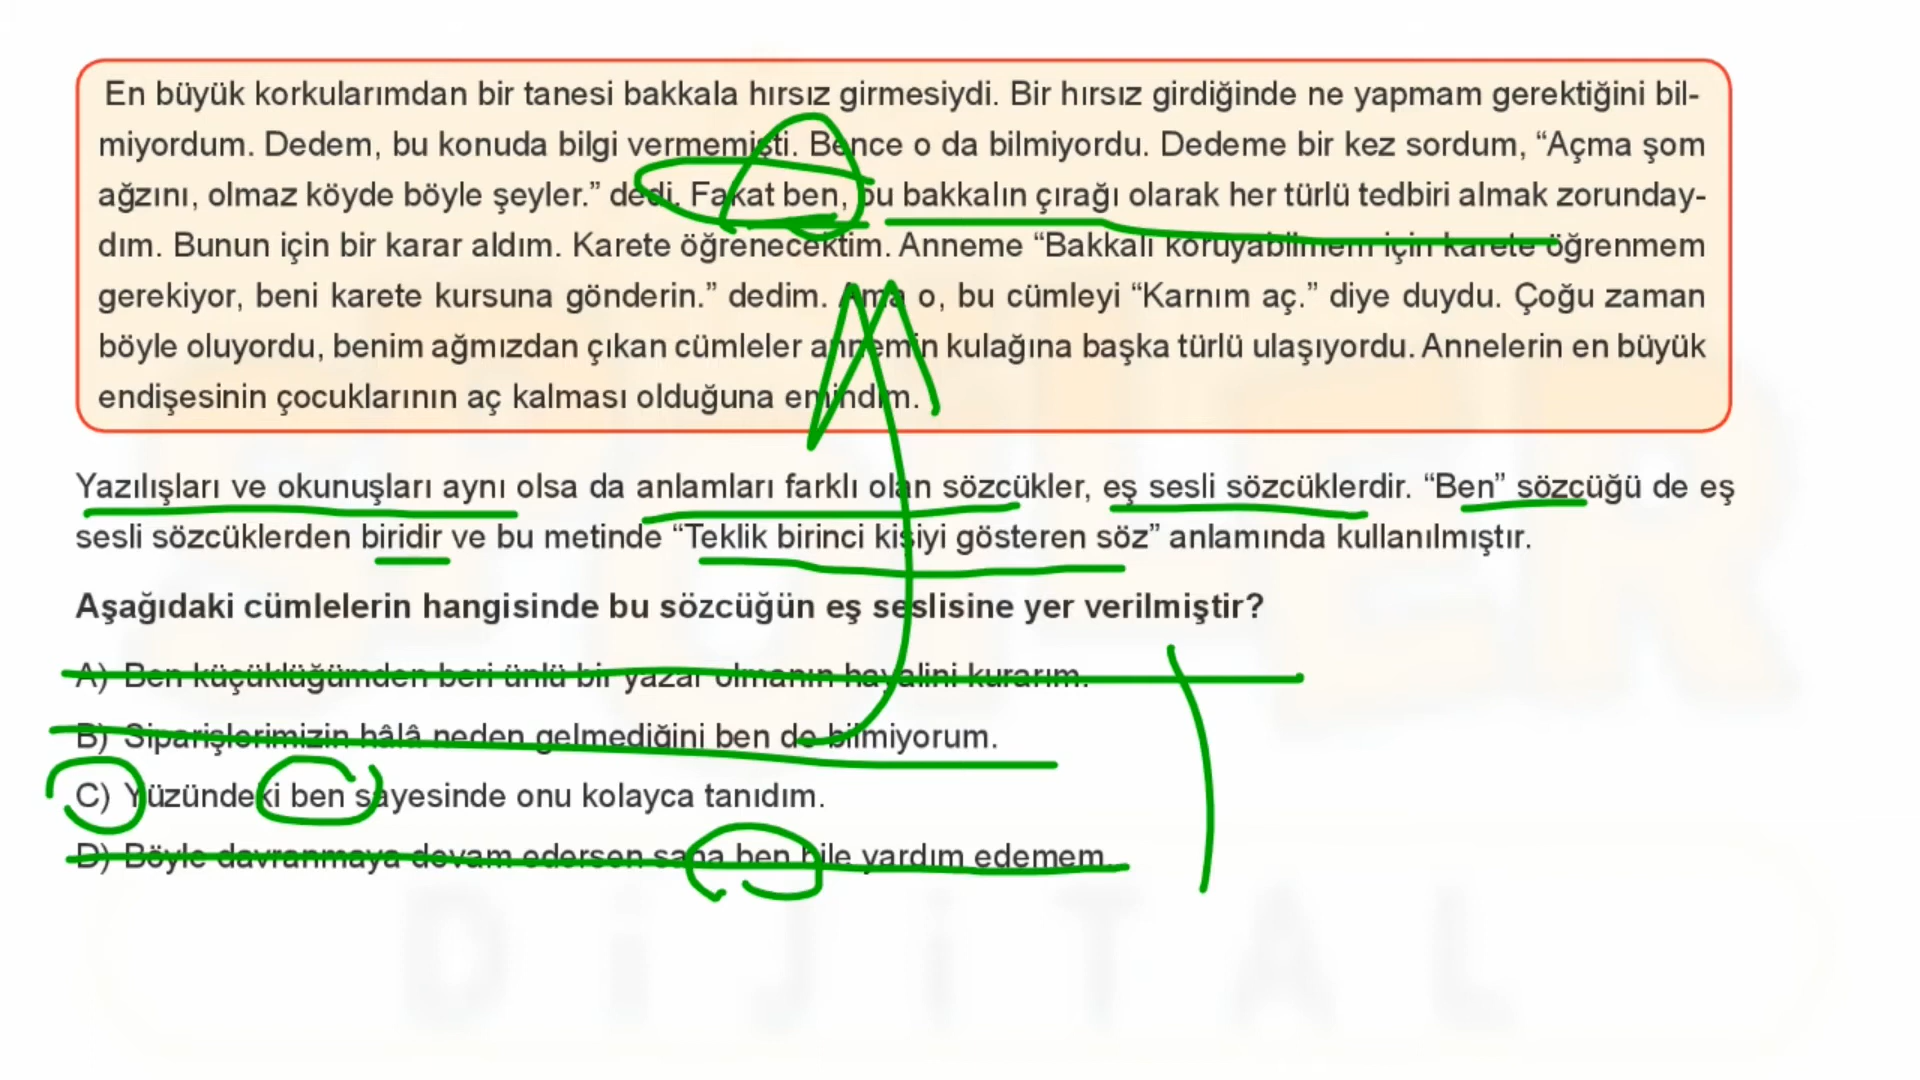 En büyük korkularımdan bir tanesi bakkala hırsız girmesiydi. Bir hırsız girdiğinde ne yapmam gerektiğini bil-
miyordum. Dedem, bu konuda bilgi vermemişti. Bence o da bilmiyordu. Dedeme bir kez sordum, “Açma şom
ağzını, olmaz köyde böyle şeyler.” dedi. Fakat ben, bu bakkalın çırağı olarak her türlü tedbiri almak zorunday-
dım. Bunun için bir karar aldım. Karete öğrenecektim. Anneme “Bakkalı koruyabilmem için karete öğrenmem
gerekiyor, beni karete kursuna gönderin.” dedim. Ama o, bu cümleyi “Karnım aç.” diye duydu. Çoğu zaman
böyle oluyordu, benim ağmızdan çıkan cümleler annemin kulağına başka türlü ulaşıyordu. Annelerin en büyük
endişesinin çocuklarının aç kalması olduğuna emindim.
Yazılışları ve okunuşları aynı olsa da anlamları farklı olan sözcükler, eş sesli sözcüklerdir. “Ben” sözcüğü de eş
sesli sözcüklerden biridir ve bu metinde “Teklik birinci kişiyi gösteren söz” anlamında kullanılmıştır.
Aşağıdaki cümlelerin hangisinde bu sözcüğün eş seslisine yer verilmiştir?
A) Ben küçüklüğümden beri ünlü bir yazar olmanın hayalini kurarım.
B) Siparişlerimizin hâlâ neden gelmediğini ben de bilmiyorum.
C) Yüzündeki ben sayesinde onu kolayca tanıdım.
D) Böyle davranmaya devam edersen sana ben bile yardım edemem.
DİJİTAL